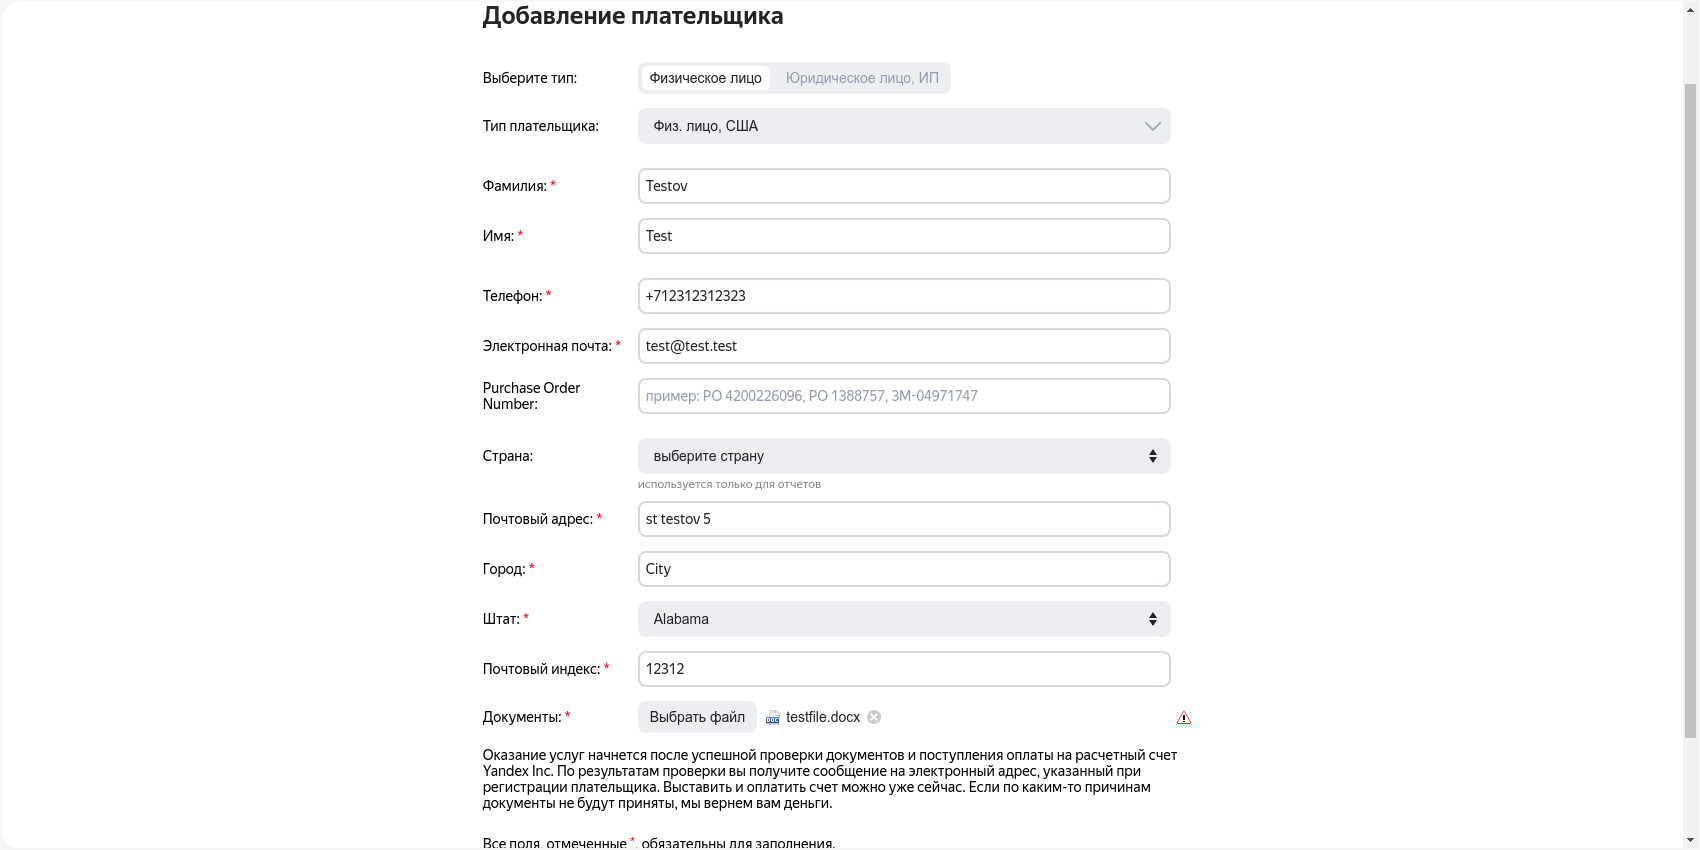 Добавление плательщика
Выберите тип: Физическое лицо Юридическое лицо, ИП
Тип плательщика: Физ. лицо, США
Фамилия: * Testov
Имя: * Test
Телефон: * +712312312323
Электронная почта: * test@test.test
Purchase Order
Number:
пример: PO 4200226096, PO 1388757, 3M-04971747
Страна: выберите страну
используется только для отчетов
Почтовый адрес: * st testov 5
Город: * City
Штат: * Alabama
Почтовый индекс: * 12312
Документы: * Выбрать файл DOC testfile.docx
Оказание услуг начнется после успешной проверки документов и поступления оплаты на расчетный счет
Yandex Inc. По результатам проверки вы получите сообщение на электронный адрес, указанный при
регистрации плательщика. Выставить и оплатить счет можно уже сейчас. Если по каким-то причинам
документы не будут приняты, мы вернем вам деньги.
Все поля, отмеченные *, обязательны для заполнения.